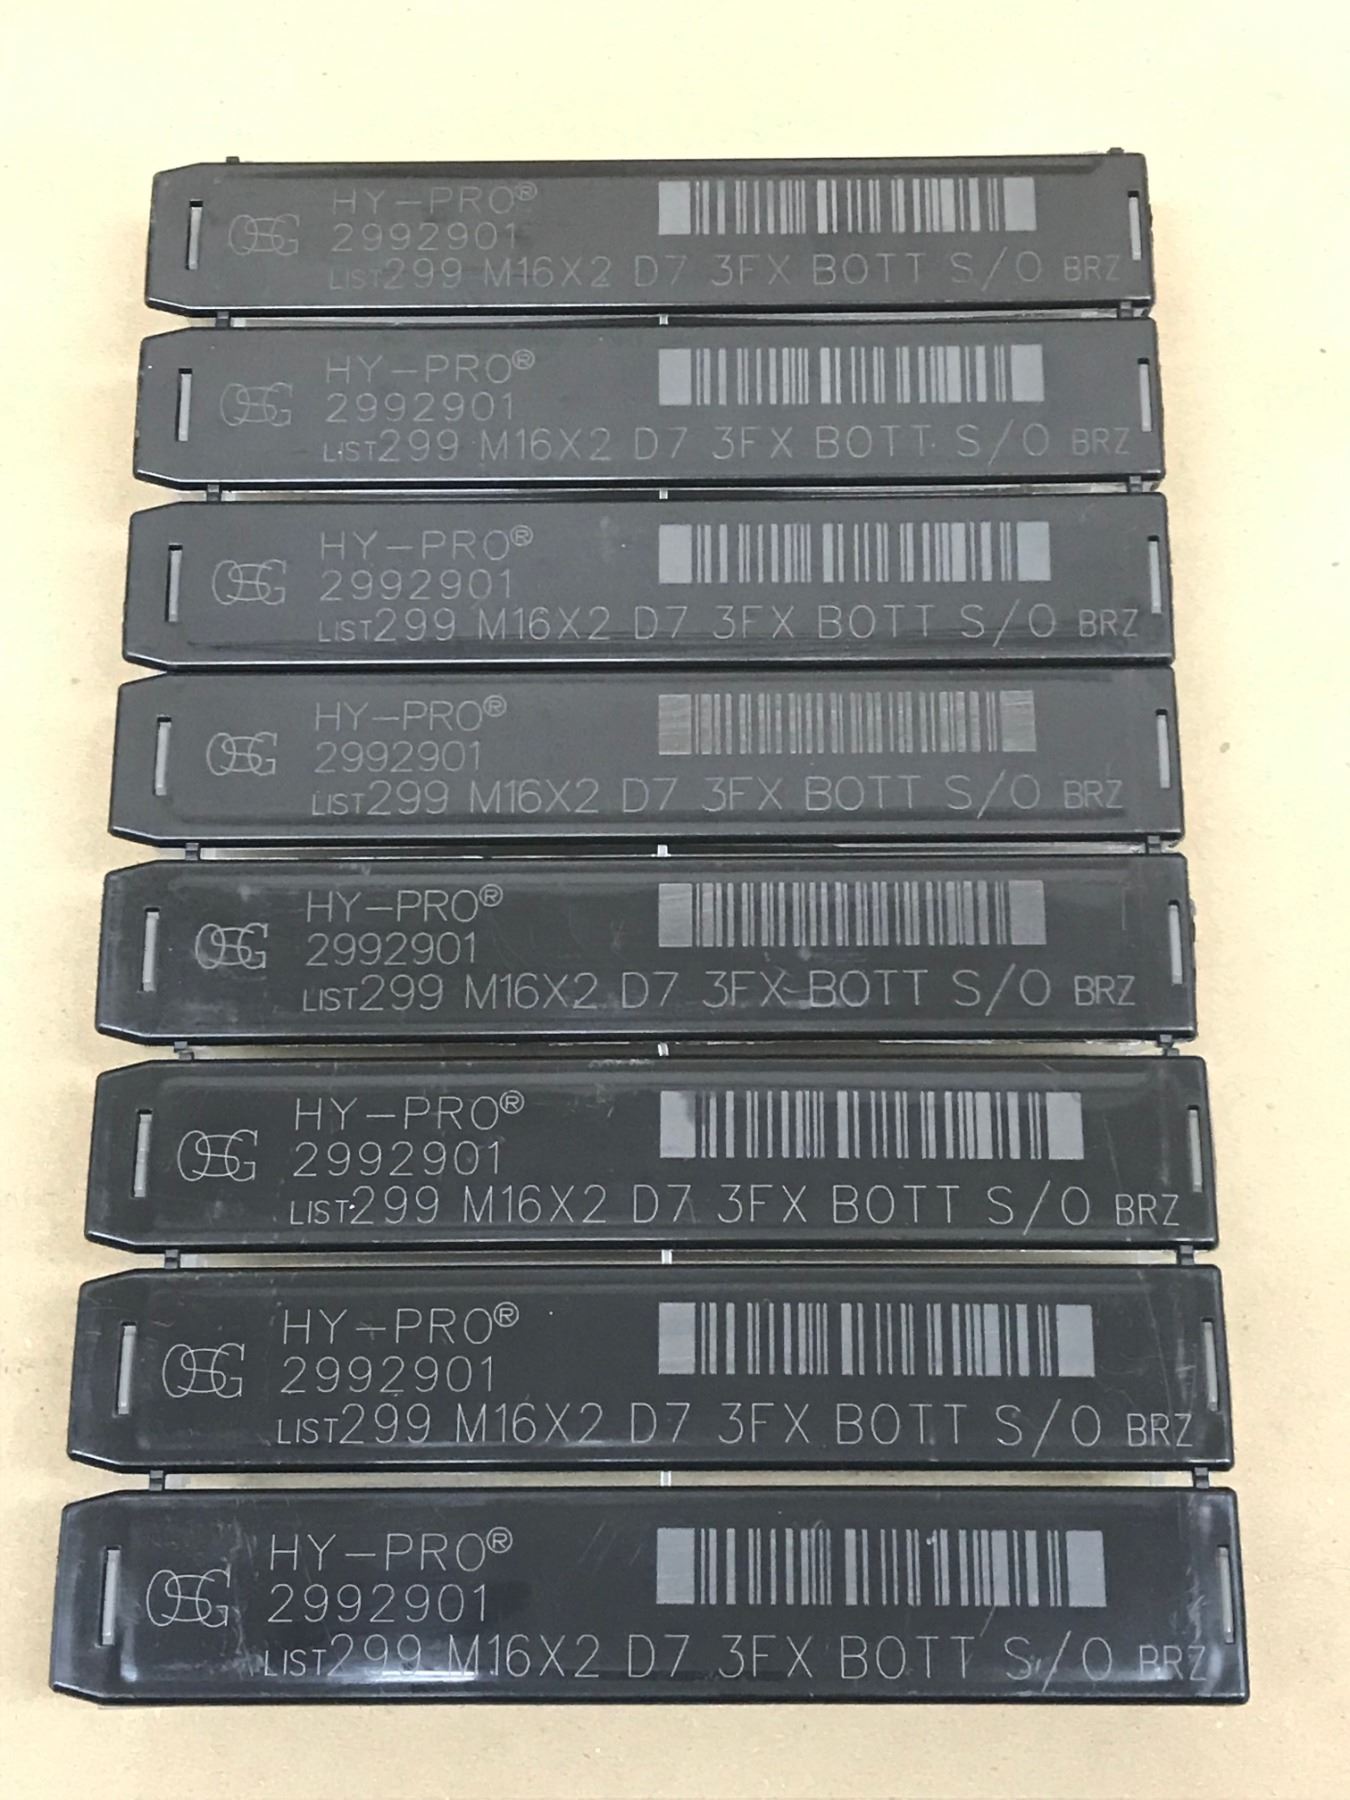 OSG
HY-PRO®
2992901
LIST299 M16X2 D7 3FX BOTT S/O BRZ
OSG
HY-PRO®
2992901
LIST299 M16X2 D7 3FX BOTT S/O BRZ
OSG
HY-PRO®
2992901
LIST299 M16X2 D7 3FX BOTT S/O BRZ
OSG
HY-PRO®
2992901
LIST299 M16X2 D7 3FX BOTT S/O BRZ
OSG
HY-PRO®
2992901
LIST299 M16X2 D7 3FX BOTT S/O BRZ
OSG
HY-PRO®
2992901
LIST299 M16X2 D7 3FX BOTT S/O BRZ
OSG
HY-PRO®
2992901
LIST299 M16X2 D7 3FX BOTT S/O BRZ
OSG
HY-PRO®
2992901
LIST299 M16X2 D7 3FX BOTT S/O BRZ